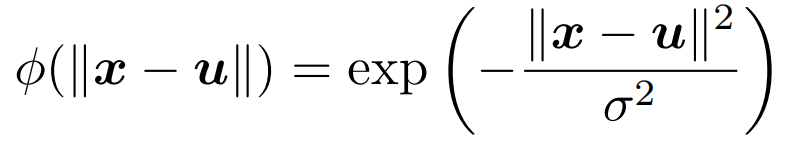 ϕ(‖𝒙 − 𝒖‖) = exp(−‖𝒙 − 𝒖‖²/σ²)